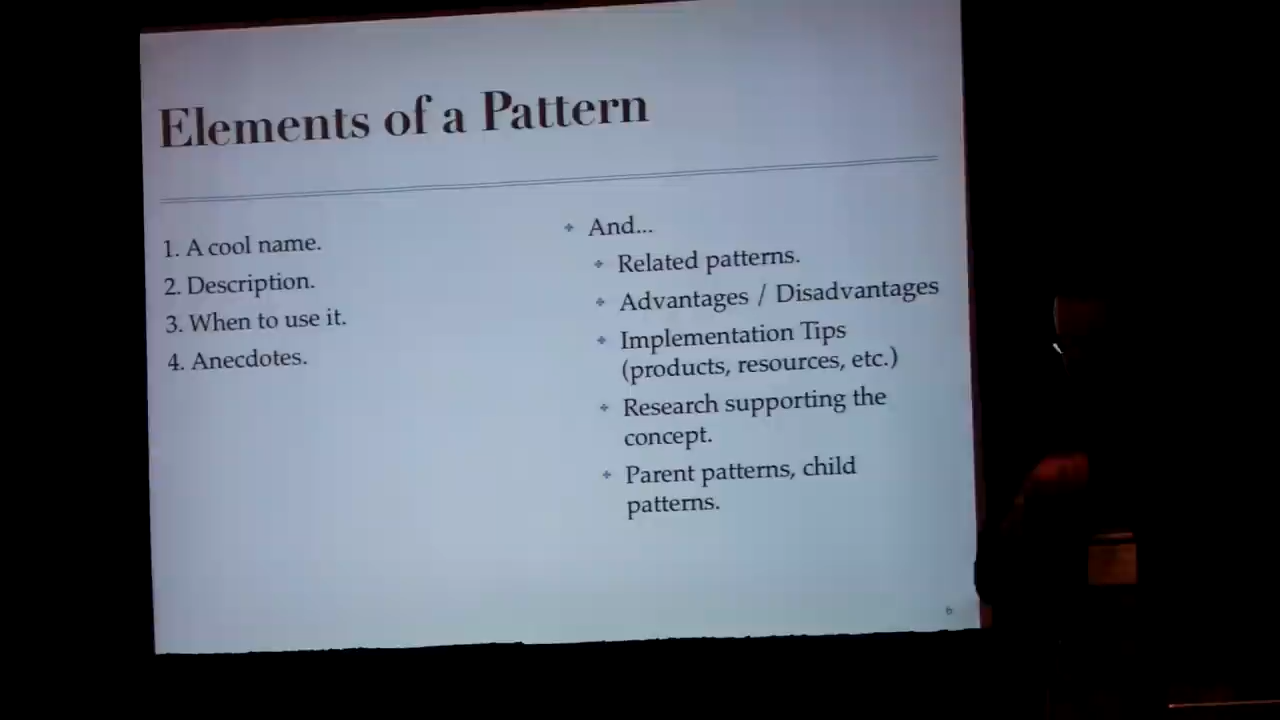 Elements of a Pattern
1. A cool name.
2. Description.
3. When to use it.
4. Anecdotes.
And...
Related patterns.
Advantages / Disadvantages
Implementation Tips
(products, resources, etc.)
Research supporting the
concept.
Parent patterns, child
patterns.
6